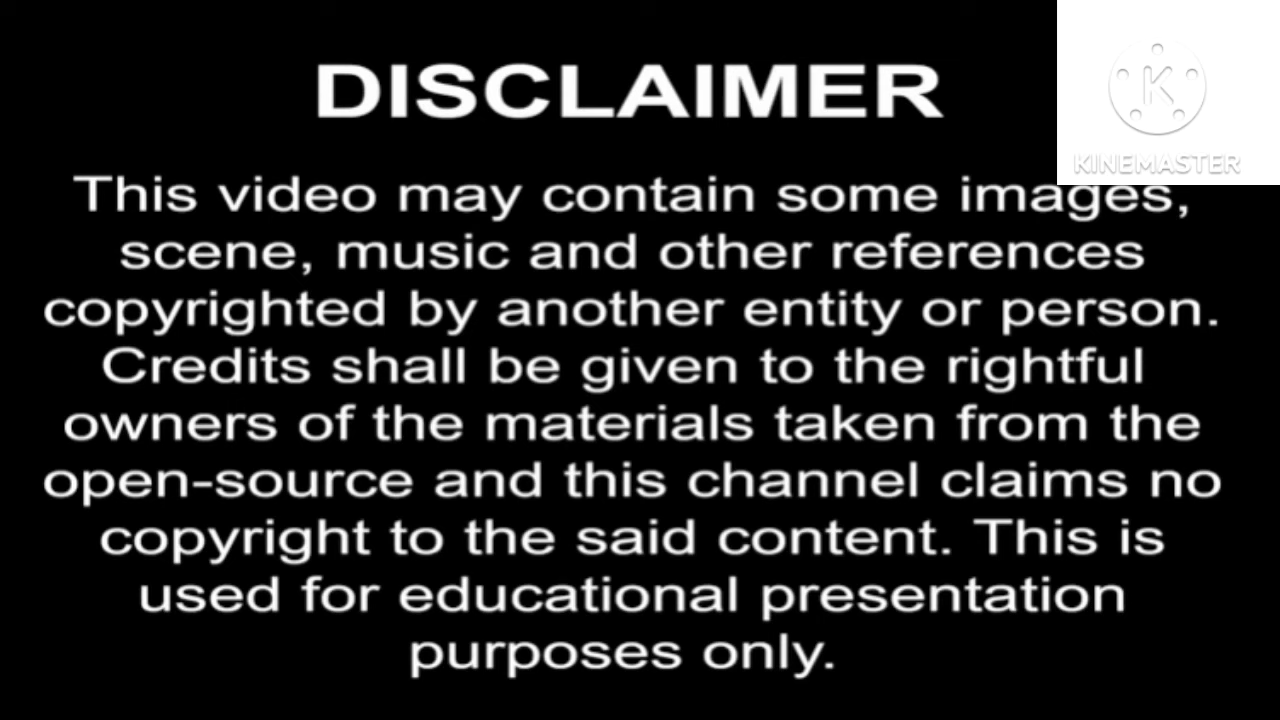 DISCLAIMER
KINEMASTER
This video may contain some images,
scene, music and other references
copyrighted by another entity or person.
Credits shall be given to the rightful
owners of the materials taken from the
open-source and this channel claims no
copyright to the said content. This is
used for educational presentation
purposes only.